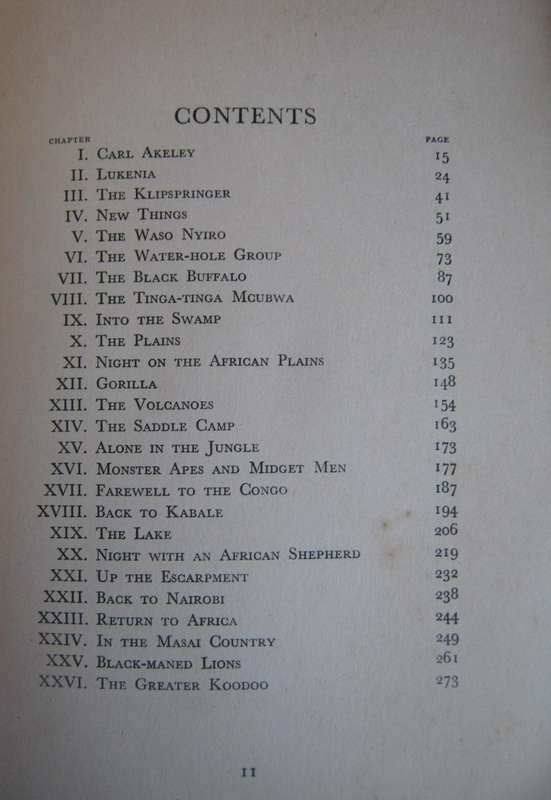 CONTENTS
CHAPTER PAGE
I. CARL AKELEY 15
II. LUKENIA 24
III. THE KLIPSPRINGER 41
IV. NEW THINGS 51
V. THE WASO NYIRO 59
VI. THE WATER-HOLE GROUP 73
VII. THE BLACK BUFFALO 87
VIII. THE TINGA-TINGA MCUBWA 100
IX. INTO THE SWAMP 111
X. THE PLAINS 123
XI. NIGHT ON THE AFRICAN PLAINS 135
XII. GORILLA 148
XIII. THE VOLCANOES 154
XIV. THE SADDLE CAMP 163
XV. ALONE IN THE JUNGLE 173
XVI. MONSTER APES AND MIDGET MEN 177
XVII. FAREWELL TO THE CONGO 187
XVIII. BACK TO KABALE 194
XIX. THE LAKE 206
XX. NIGHT WITH AN AFRICAN SHEPHERD 219
XXI. UP THE ESCARPMENT 232
XXII. BACK TO NAIROBI 238
XXIII. RETURN TO AFRICA 244
XXIV. IN THE MASAI COUNTRY 249
XXV. BLACK-MANED LIONS 261
XXVI. THE GREATER KOODOO 273
11